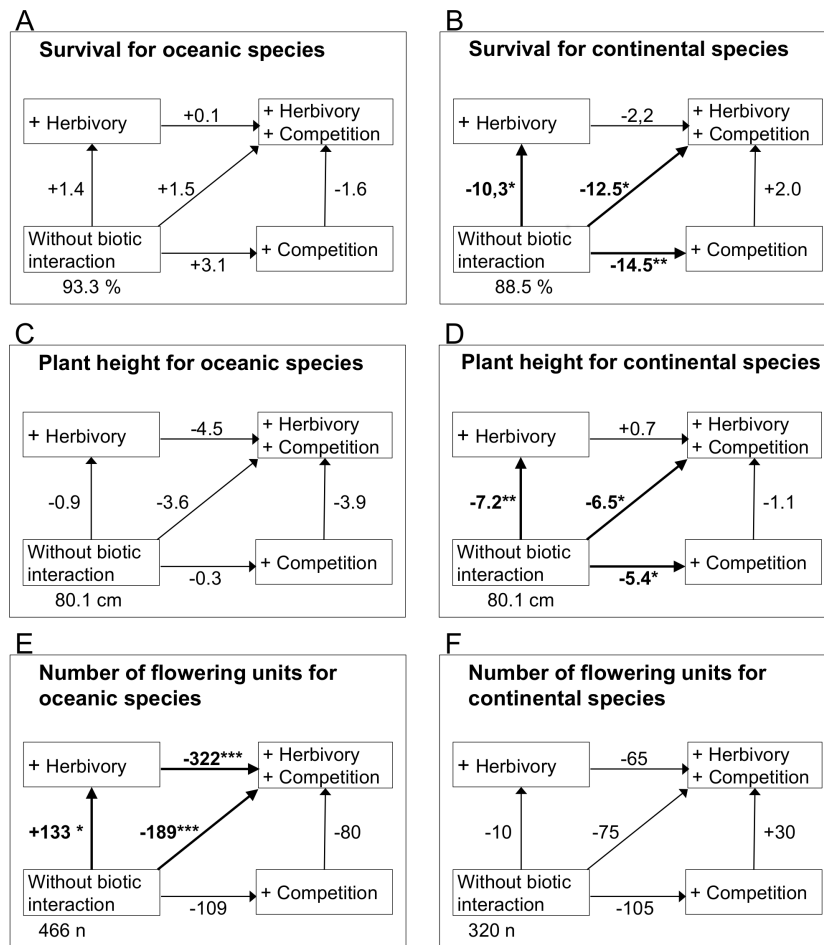 A
Survival for oceanic species
+ Herbivory
+0.1
+ Herbivory
+ Competition
+1.4
+1.5
-1.6
Without biotic
interaction
+3.1
+ Competition
93.3 %
B
Survival for continental species
+ Herbivory
-2,2
+ Herbivory
+ Competition
-10,3*
-12.5*
+2.0
Without biotic
interaction
-14.5**
+ Competition
88.5 %
C
Plant height for oceanic species
+ Herbivory
-4.5
+ Herbivory
+ Competition
-0.9
-3.6
-3.9
Without biotic
interaction
-0.3
+ Competition
80.1 cm
D
Plant height for continental species
+ Herbivory
+0.7
+ Herbivory
+ Competition
-7.2**
-6.5*
-1.1
Without biotic
interaction
-5.4*
+ Competition
80.1 cm
E
Number of flowering units for
oceanic species
+ Herbivory
-322***
+ Herbivory
+ Competition
+133 *
-189***
-80
Without biotic
interaction
-109
+ Competition
466 n
F
Number of flowering units for
continental species
+ Herbivory
-65
+ Herbivory
+ Competition
-10
-75
+30
Without biotic
interaction
-105
+ Competition
320 n